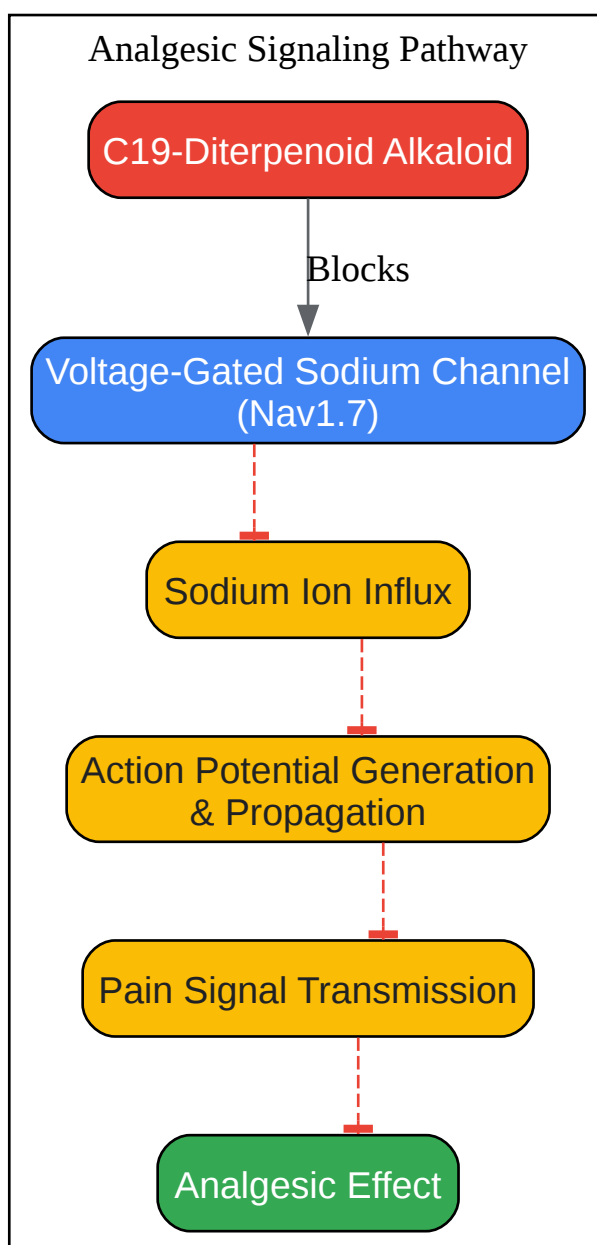 Analgesic Signaling Pathway
C19-Diterpenoid Alkaloid
Blocks
Voltage-Gated Sodium Channel
(Nav1.7)
Sodium Ion Influx
Action Potential Generation
& Propagation
Pain Signal Transmission
Analgesic Effect